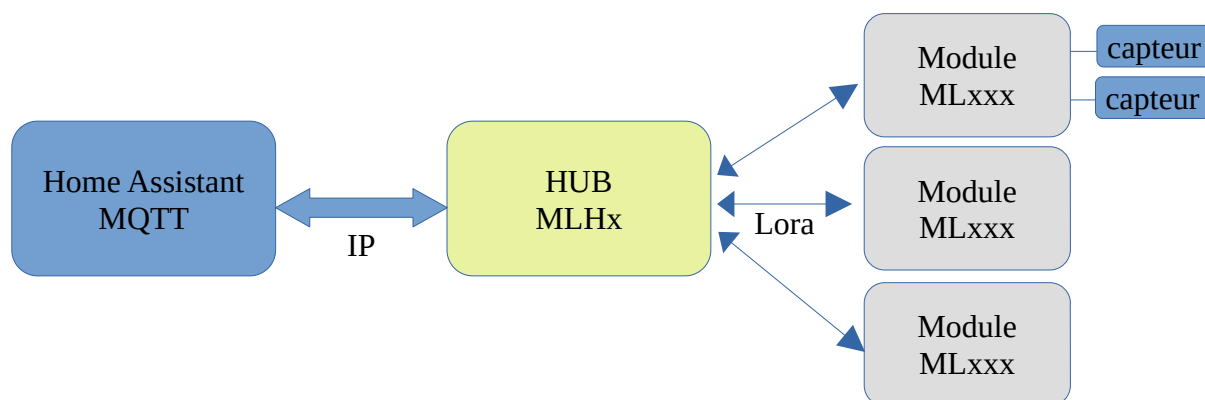 Home Assistant
MQTT
IP
HUB
MLHx
Lora
Module
MLxxx
capteur
capteur
Module
MLxxx
Module
MLxxx